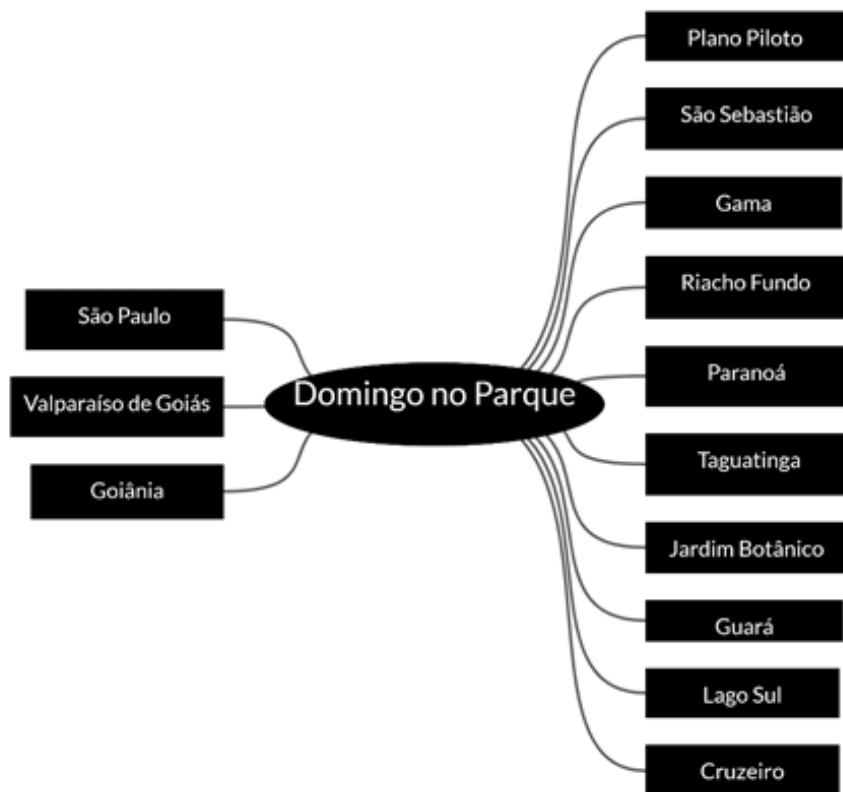 São Paulo
Valparaíso de Goiás
Goiânia
Domingo no Parque
Plano Piloto
São Sebastião
Gama
Riacho Fundo
Paranoá
Taguatinga
Jardim Botânico
Guará
Lago Sul
Cruzeiro